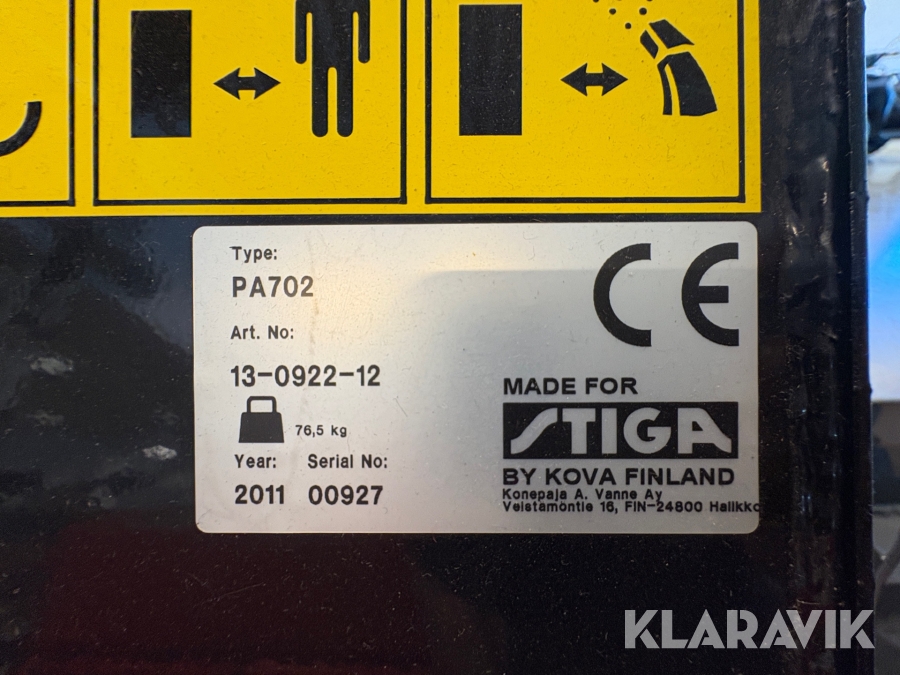 Type:
PA702
Art. No:
13-0922-12
76,5 kg
Year: Serial No:
2011 00927
CE
MADE FOR
STIGA
BY KOVA FINLAND
Konepaja A. Vanne Ay
Veistämöntie 16, FIN-24800 Halikko
KLARAVIK